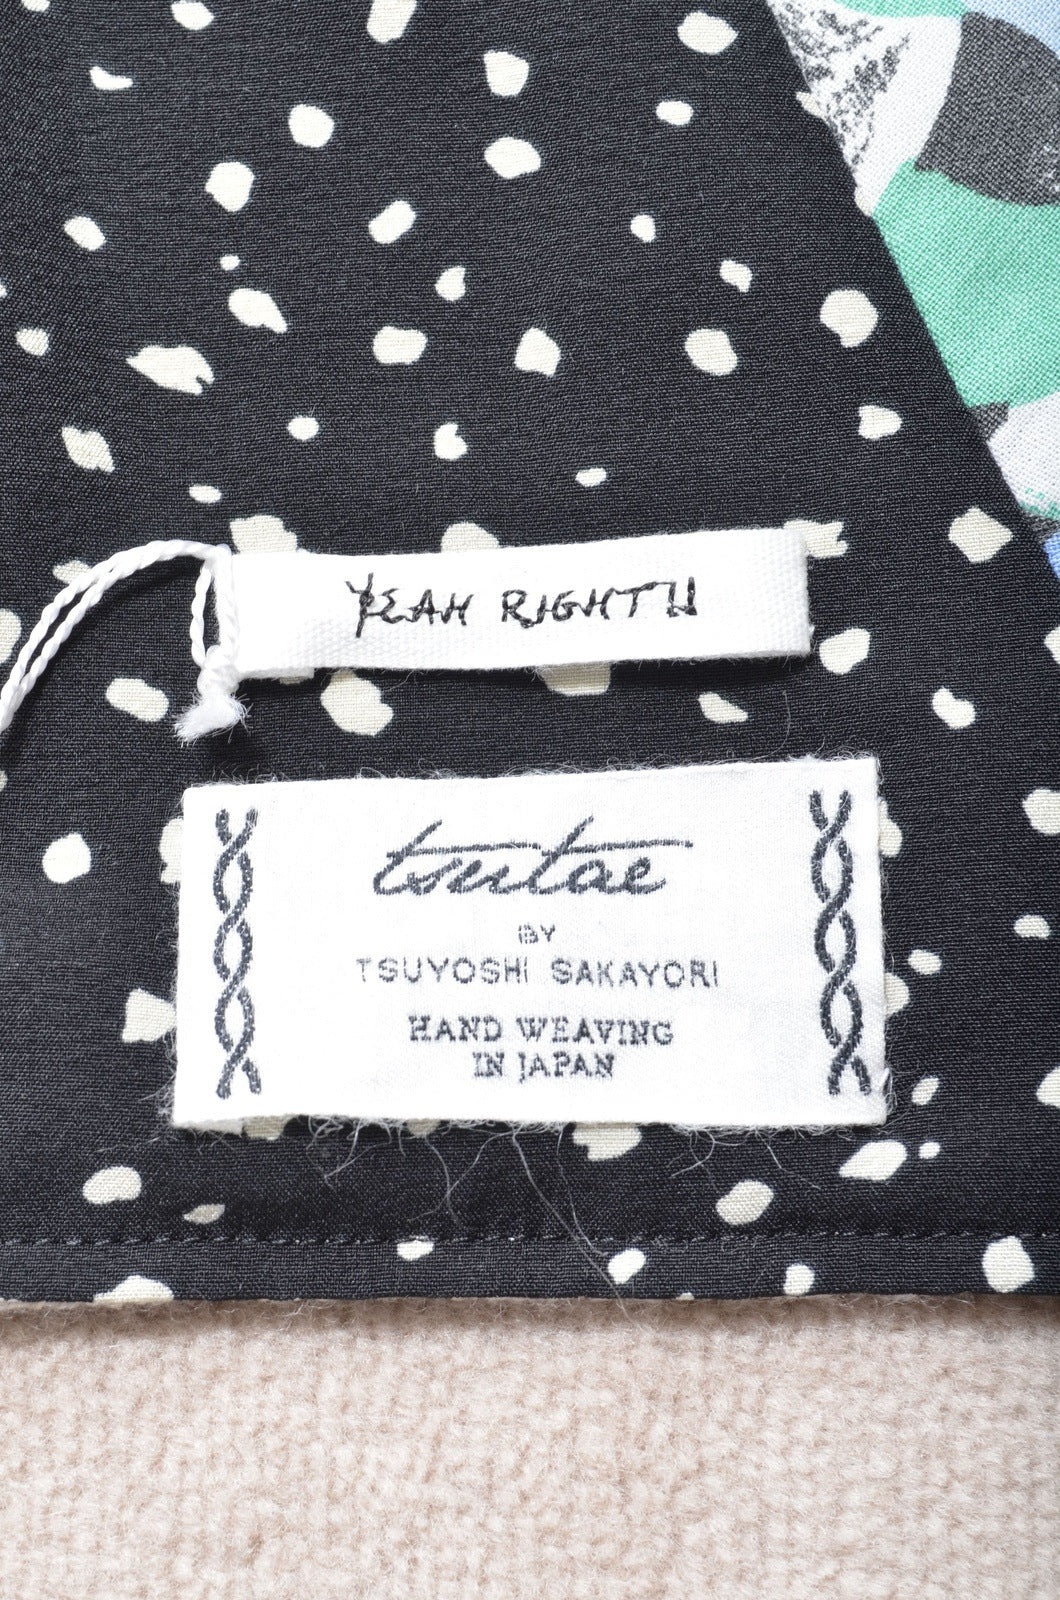 YEAH RIGHT!!
tsutae
BY
TSUYOSHI SAKAYORI
HAND WEAVING
IN JAPAN